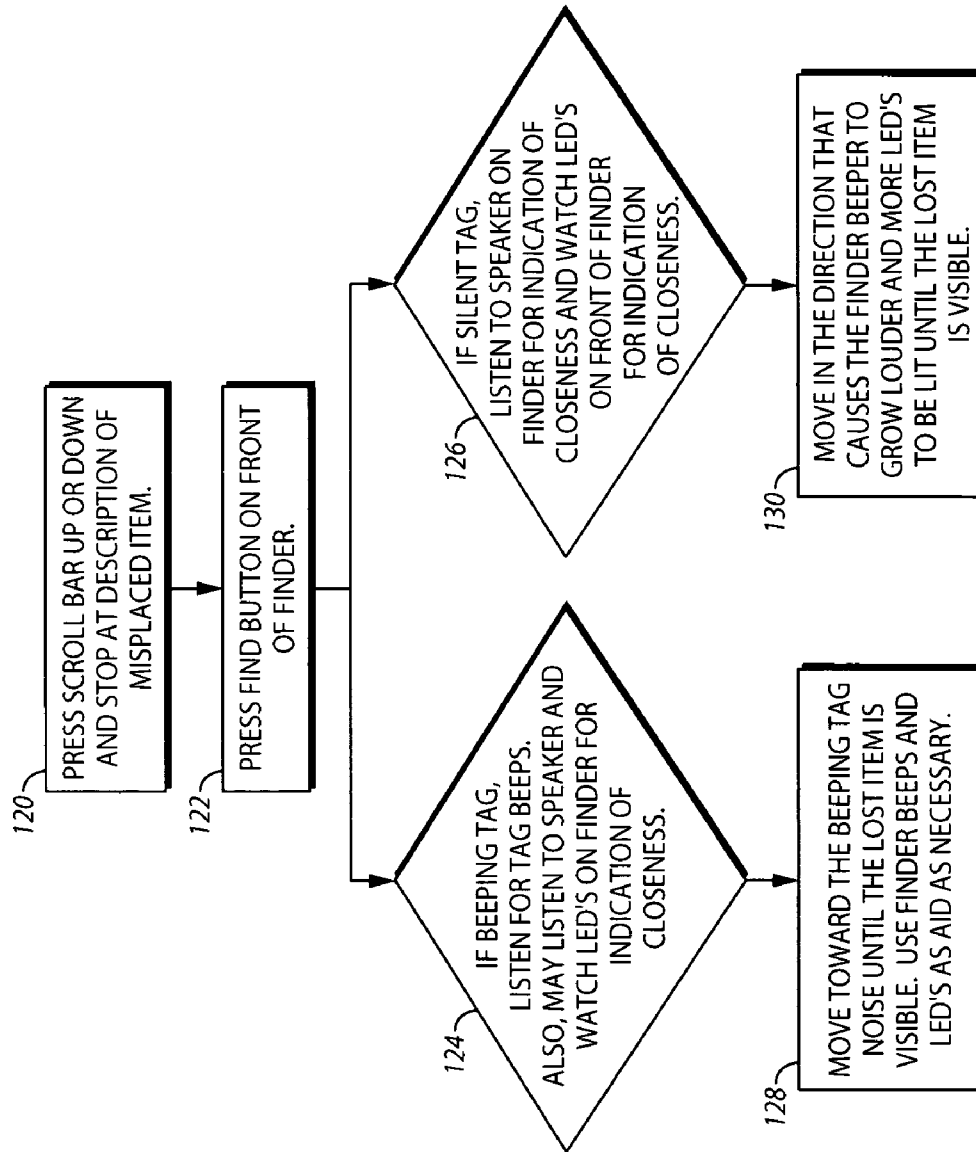 120
PRESS SCROLL BAR UP OR DOWN
AND STOP AT DESCRIPTION OF
MISPLACED ITEM.
122
PRESS FIND BUTTON ON FRONT
OF FINDER.
124
IF BEEPING TAG,
LISTEN FOR TAG BEEPS.
ALSO, MAY LISTEN TO SPEAKER AND
WATCH LED'S ON FINDER FOR
INDICATION OF
CLOSENESS.
126
IF SILENT TAG,
LISTEN TO SPEAKER ON
FINDER FOR INDICATION OF
CLOSENESS AND WATCH LED'S
ON FRONT OF FINDER
FOR INDICATION
OF CLOSENESS.
128
MOVE TOWARD THE BEEPING TAG
NOISE UNTIL THE LOST ITEM IS
VISIBLE. USE FINDER BEEPS AND
LED'S AS AID AS NECESSARY.
130
MOVE IN THE DIRECTION THAT
CAUSES THE FINDER BEEPER TO
GROW LOUDER AND MORE LED'S
TO BE LIT UNTIL THE LOST ITEM
IS VISIBLE.